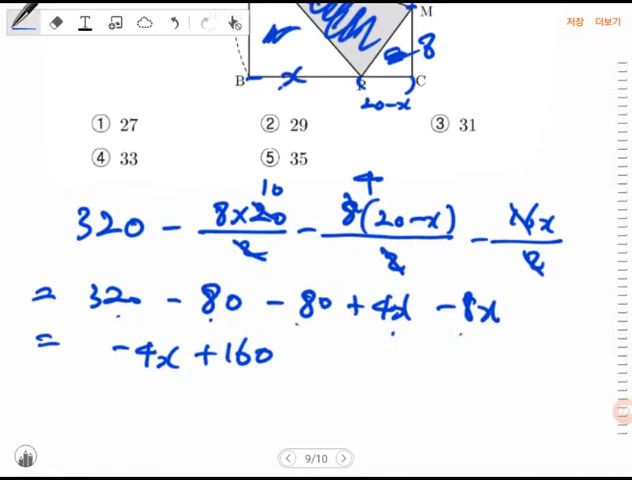 저장 더보기
M
8
B x P C
20-x
① 27 ② 29 ③ 31
④ 33 ⑤ 35
10 4
320 - 8×20/2 - 8(20-x)/2 - 16x/2
= 320 - 80 - 80 + 4x - 8x
= -4x + 160
9/10